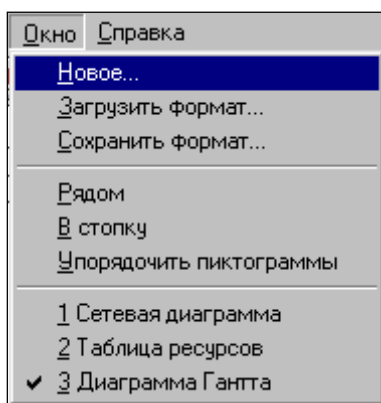 Окно Справка
Новое...
Загрузить формат...
Сохранить формат...
Рядом
В стопку
Упорядочить пиктограммы
1 Сетевая диаграмма
2 Таблица ресурсов
3 Диаграмма Гантта